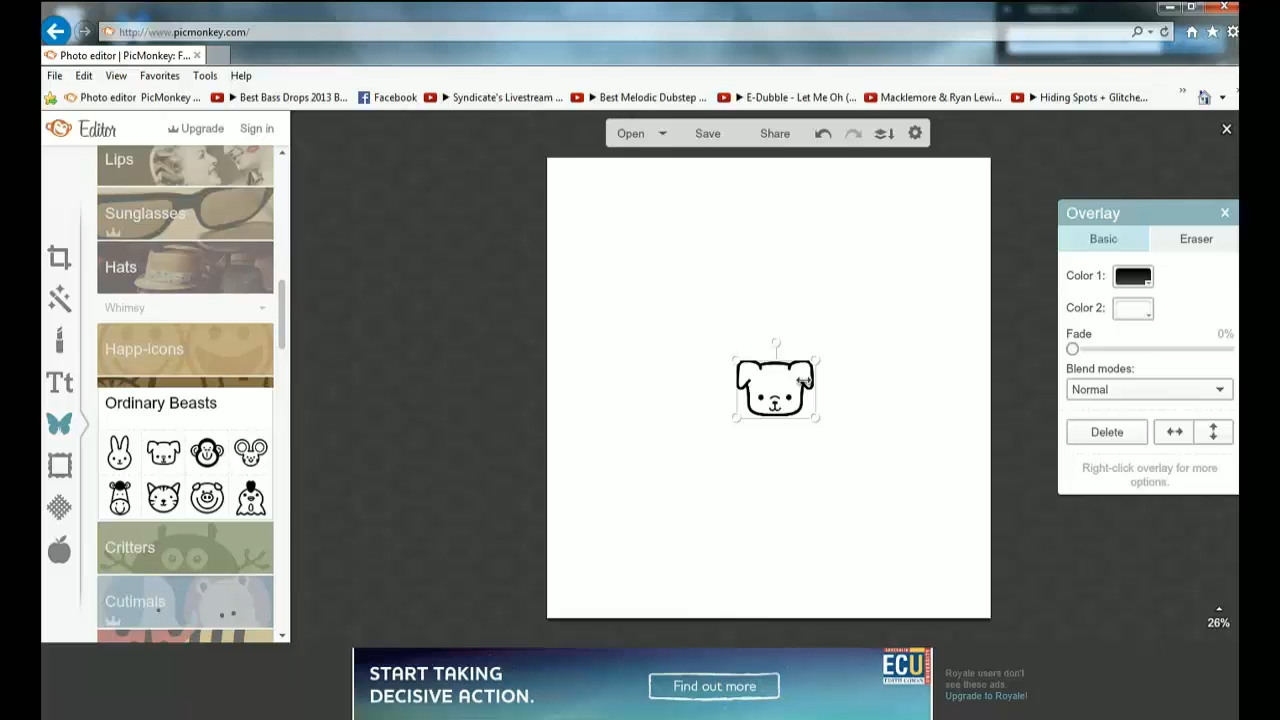 http://www.picmonkey.com/
Photo editor | PicMonkey: F...
File Edit View Favorites Tools Help
Photo editor PicMonkey ... Best Bass Drops 2013 B... Facebook Syndicate's Livestream ... Best Melodic Dubstep ... E-Dubble - Let Me Oh (... Macklemore & Ryan Lewi... Hiding Spots + Glitche...
Editor Upgrade Sign in
Open Save Share
Lips
Sunglasses
Hats
Whimsy
Happ-icons
Ordinary Beasts
Critters
Cutimals
Tt
Overlay
Basic Eraser
Color 1:
Color 2:
Fade 0%
Blend modes:
Normal
Delete
Right-click overlay for more
options.
26%
START TAKING
DECISIVE ACTION.
Find out more
ECU
EDITH COWAN
Royale users don't
see these ads.
Upgrade to Royale!